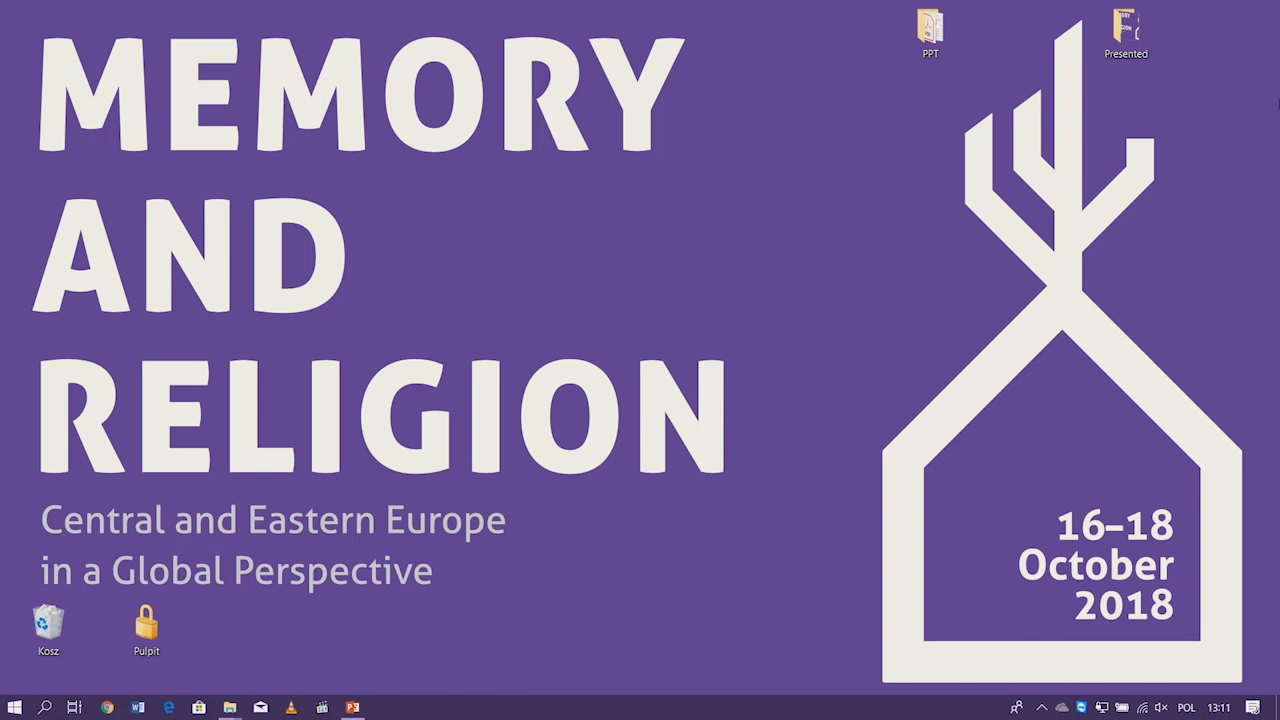 MEMORY
AND
RELIGION
Central and Eastern Europe
in a Global Perspective
16–18
October
2018
PPT
Presented
Kosz
Pulpit
POL
13:11